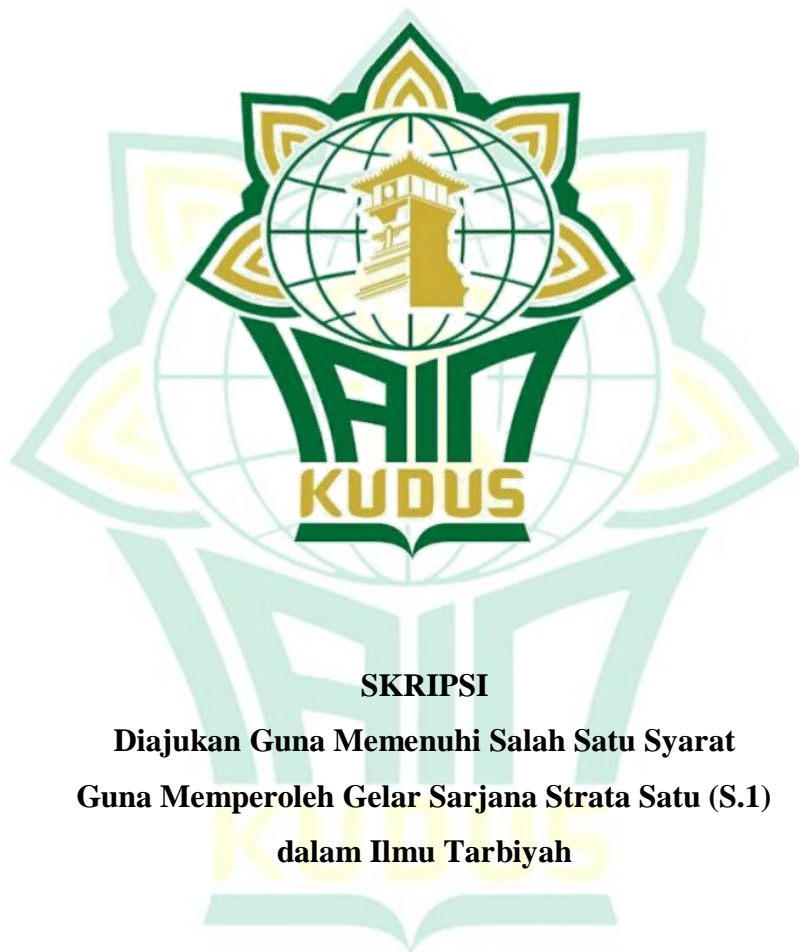 IAIN
KUDUS
SKRIPSI
Diajukan Guna Memenuhi Salah Satu Syarat
Guna Memperoleh Gelar Sarjana Strata Satu (S.1)
dalam Ilmu Tarbiyah